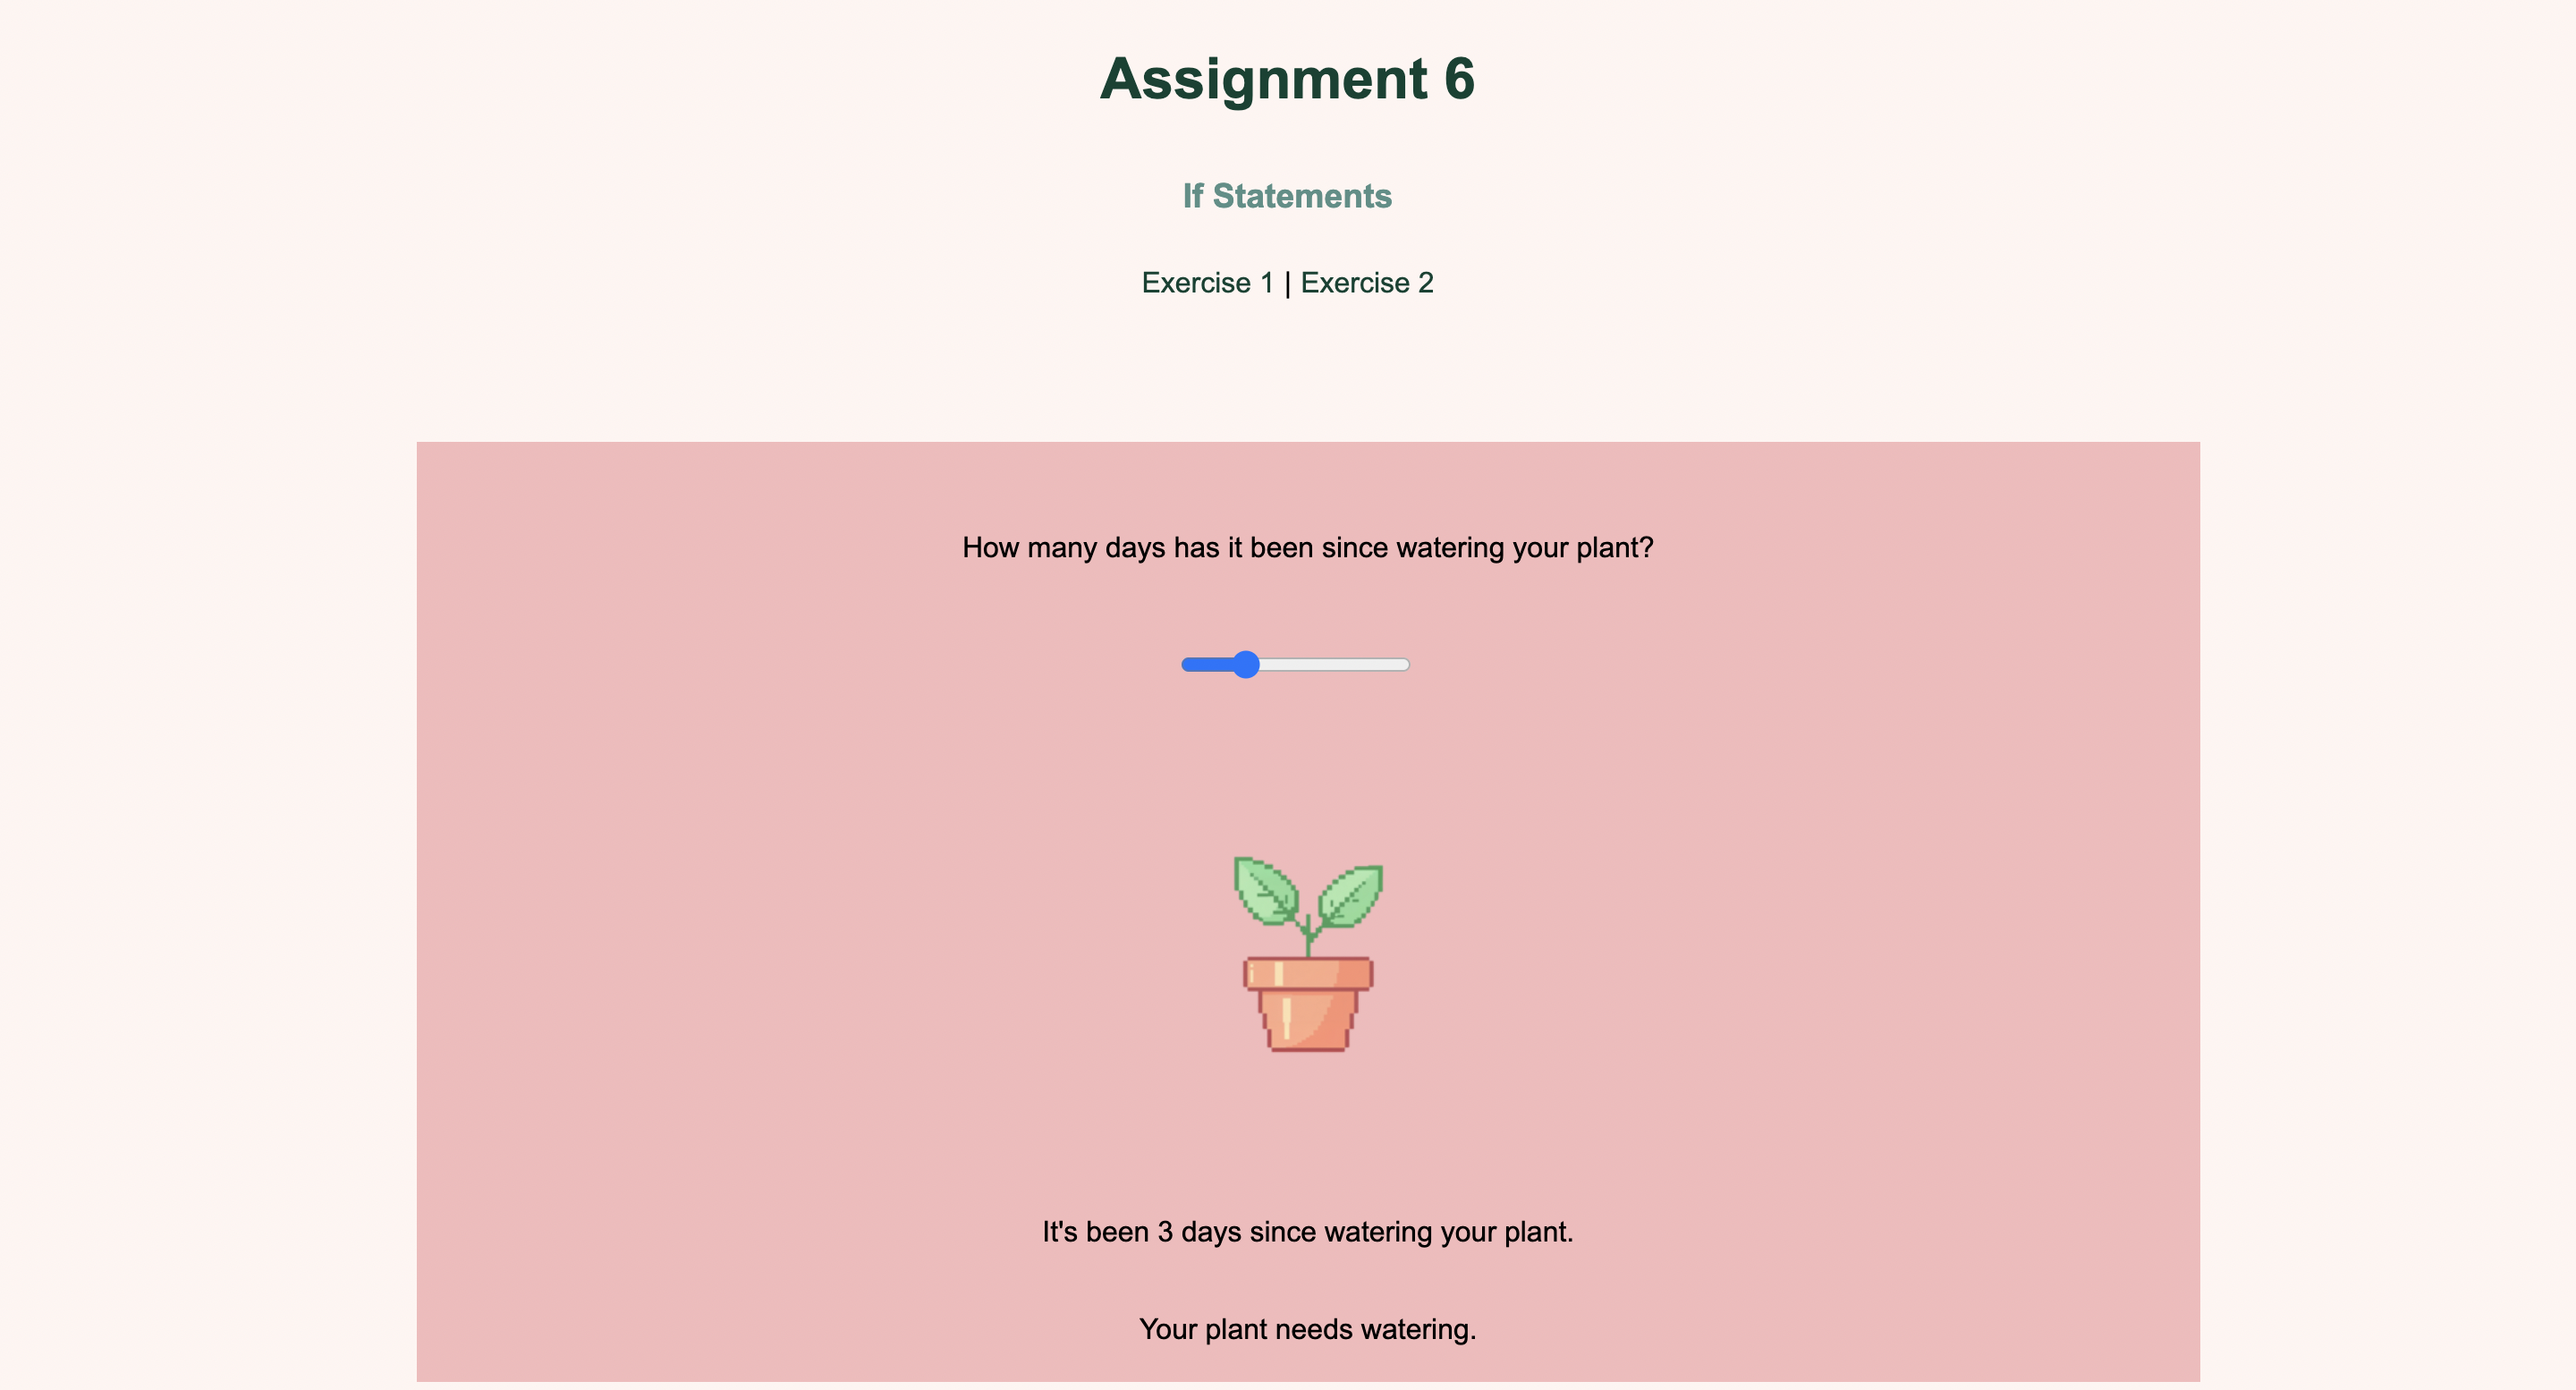 Assignment 6
If Statements
Exercise 1 | Exercise 2
How many days has it been since watering your plant?
It's been 3 days since watering your plant.
Your plant needs watering.